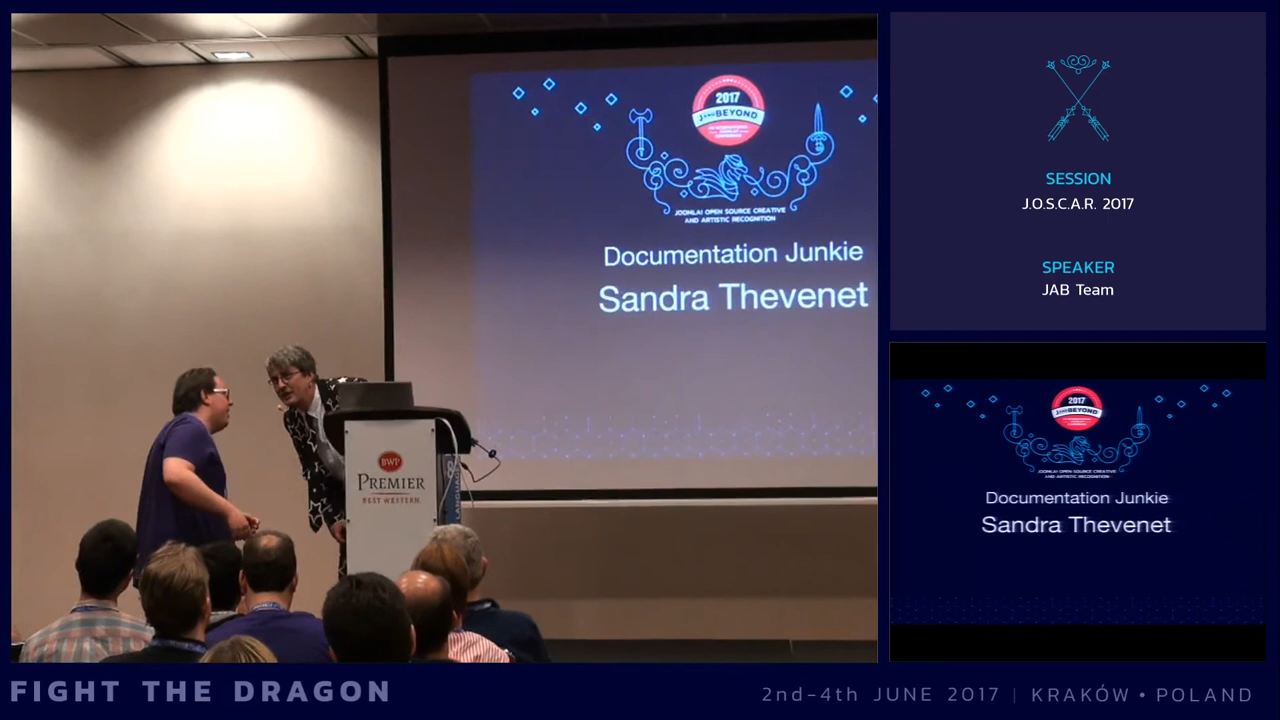 2017
J AND BEYOND
JOOMLA! OPEN SOURCE CREATIVE
AND ARTISTIC RECOGNITION
Documentation Junkie
Sandra Thevenet
BWP
PREMIER
BEST WESTERN
SESSION
J.O.S.C.A.R. 2017
SPEAKER
JAB Team
2017
J AND BEYOND
JOOMLA! OPEN SOURCE CREATIVE
AND ARTISTIC RECOGNITION
Documentation Junkie
Sandra Thevenet
FIGHT THE DRAGON
2nd-4th JUNE 2017 | KRAKÓW • POLAND